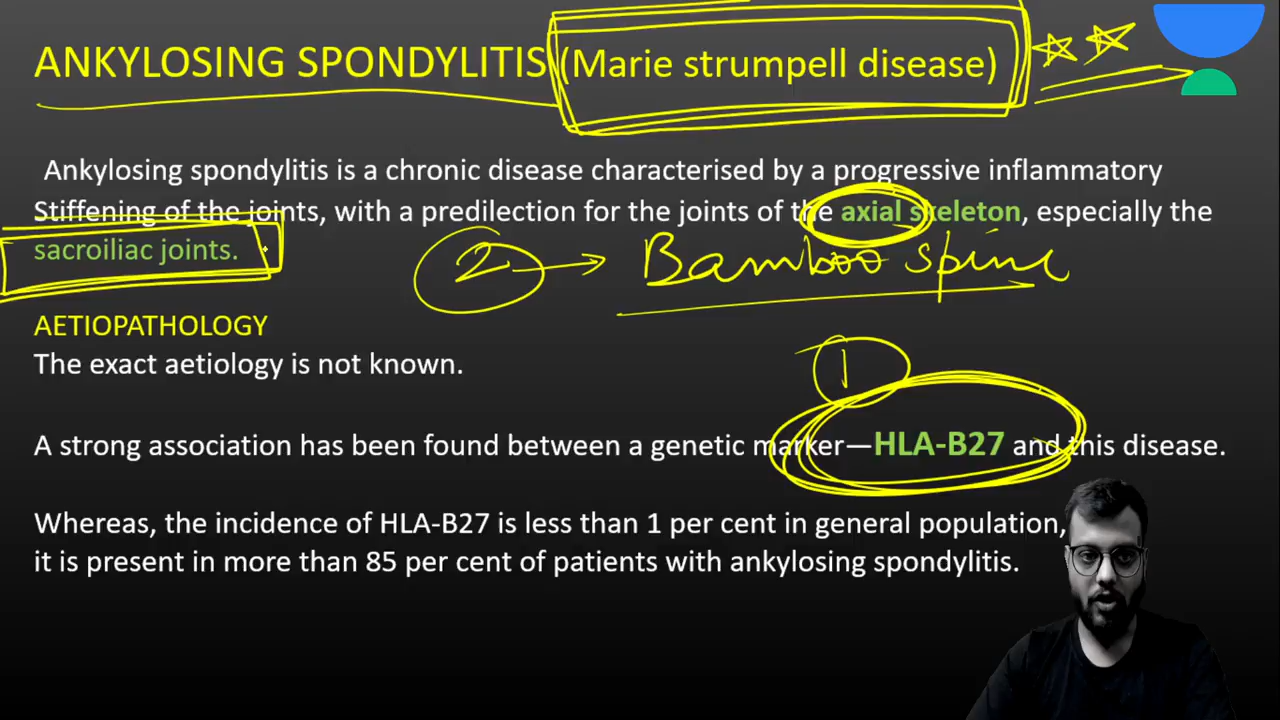 ANKYLOSING SPONDYLITIS (Marie strumpell disease)
Ankylosing spondylitis is a chronic disease characterised by a progressive inflammatory
Stiffening of the joints, with a predilection for the joints of the axial skeleton, especially the
sacroiliac joints.
2 → Bamboo spine
AETIOPATHOLOGY
The exact aetiology is not known.
1
A strong association has been found between a genetic marker—HLA-B27 and this disease.
Whereas, the incidence of HLA-B27 is less than 1 per cent in general population,
it is present in more than 85 per cent of patients with ankylosing spondylitis.